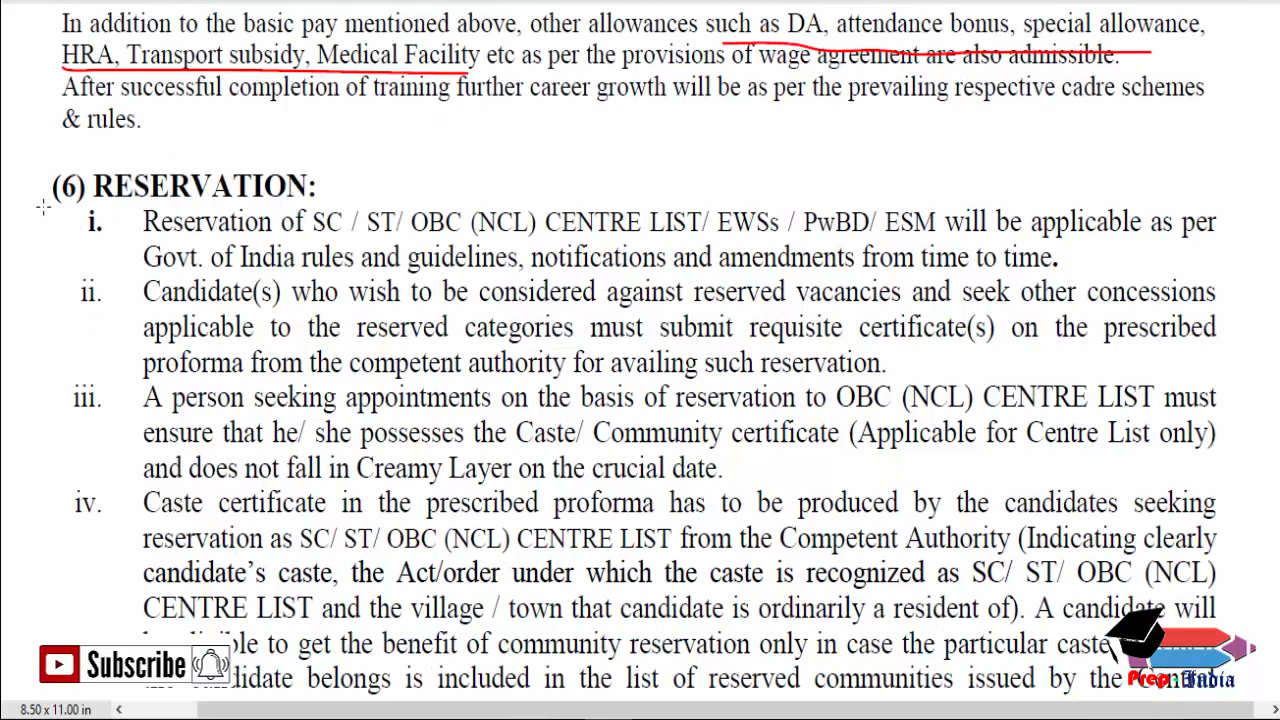 In addition to the basic pay mentioned above, other allowances such as DA, attendance bonus, special allowance,
HRA, Transport subsidy, Medical Facility etc as per the provisions of wage agreement are also admissible.
After successful completion of training further career growth will be as per the prevailing respective cadre schemes
& rules.
(6) RESERVATION:
i. Reservation of SC / ST/ OBC (NCL) CENTRE LIST/ EWSs / PwBD/ ESM will be applicable as per
Govt. of India rules and guidelines, notifications and amendments from time to time.
ii. Candidate(s) who wish to be considered against reserved vacancies and seek other concessions
applicable to the reserved categories must submit requisite certificate(s) on the prescribed
proforma from the competent authority for availing such reservation.
iii. A person seeking appointments on the basis of reservation to OBC (NCL) CENTRE LIST must
ensure that he/ she possesses the Caste/ Community certificate (Applicable for Centre List only)
and does not fall in Creamy Layer on the crucial date.
iv. Caste certificate in the prescribed proforma has to be produced by the candidates seeking
reservation as SC/ ST/ OBC (NCL) CENTRE LIST from the Competent Authority (Indicating clearly
candidate's caste, the Act/order under which the caste is recognized as SC/ ST/ OBC (NCL)
CENTRE LIST and the village / town that candidate is ordinarily a resident of). A candidate will
to get the benefit of community reservation only in case the particular caste
belongs is included in the list of reserved communities issued by the
Subscribe
Prep India
8.50 x 11.00 in